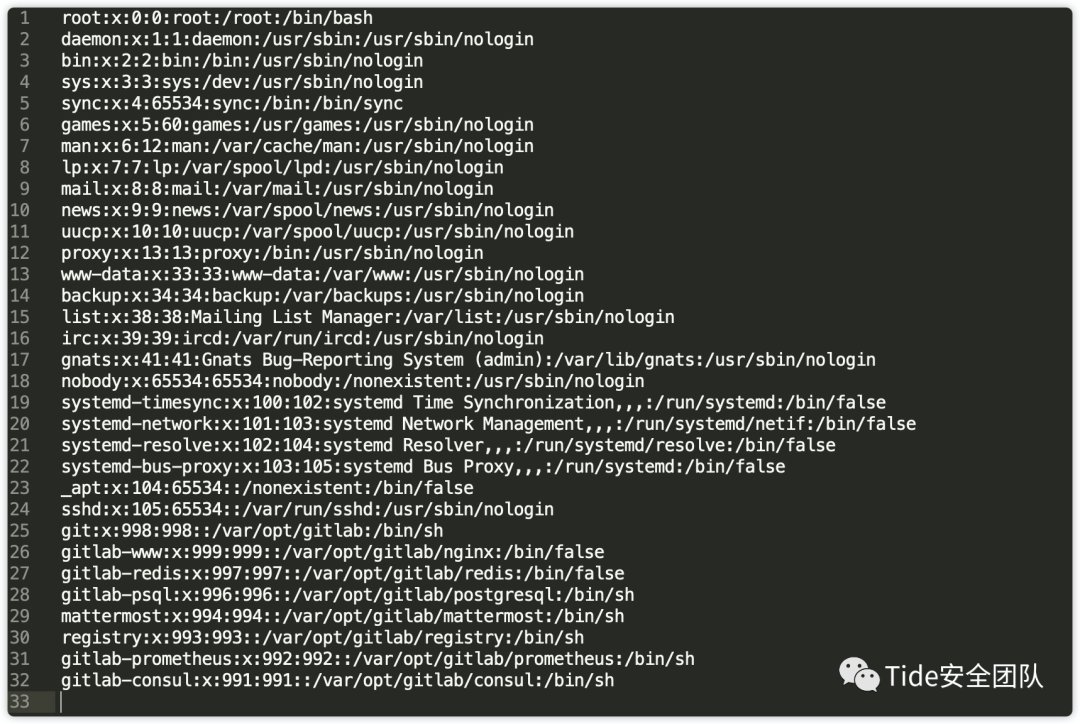 1 root:x:0:0:root:/root:/bin/bash
2 daemon:x:1:1:daemon:/usr/sbin:/usr/sbin/nologin
3 bin:x:2:2:bin:/bin:/usr/sbin/nologin
4 sys:x:3:3:sys:/dev:/usr/sbin/nologin
5 sync:x:4:65534:sync:/bin:/bin/sync
6 games:x:5:60:games:/usr/games:/usr/sbin/nologin
7 man:x:6:12:man:/var/cache/man:/usr/sbin/nologin
8 lp:x:7:7:lp:/var/spool/lpd:/usr/sbin/nologin
9 mail:x:8:8:mail:/var/mail:/usr/sbin/nologin
10 news:x:9:9:news:/var/spool/news:/usr/sbin/nologin
11 uucp:x:10:10:uucp:/var/spool/uucp:/usr/sbin/nologin
12 proxy:x:13:13:proxy:/bin:/usr/sbin/nologin
13 www-data:x:33:33:www-data:/var/www:/usr/sbin/nologin
14 backup:x:34:34:backup:/var/backups:/usr/sbin/nologin
15 list:x:38:38:Mailing List Manager:/var/list:/usr/sbin/nologin
16 irc:x:39:39:ircd:/var/run/ircd:/usr/sbin/nologin
17 gnats:x:41:41:Gnats Bug-Reporting System (admin):/var/lib/gnats:/usr/sbin/nologin
18 nobody:x:65534:65534:nobody:/nonexistent:/usr/sbin/nologin
19 systemd-timesync:x:100:102:systemd Time Synchronization,,,:/run/systemd:/bin/false
20 systemd-network:x:101:103:systemd Network Management,,,:/run/systemd/netif:/bin/false
21 systemd-resolve:x:102:104:systemd Resolver,,,:/run/systemd/resolve:/bin/false
22 systemd-bus-proxy:x:103:105:systemd Bus Proxy,,,:/run/systemd:/bin/false
23 _apt:x:104:65534::/nonexistent:/bin/false
24 sshd:x:105:65534::/var/run/sshd:/usr/sbin/nologin
25 git:x:998:998::/var/opt/gitlab:/bin/sh
26 gitlab-www:x:999:999::/var/opt/gitlab/nginx:/bin/false
27 gitlab-redis:x:997:997::/var/opt/gitlab/redis:/bin/false
28 gitlab-psql:x:996:996::/var/opt/gitlab/postgresql:/bin/sh
29 mattermost:x:994:994::/var/opt/gitlab/mattermost:/bin/sh
30 registry:x:993:993::/var/opt/gitlab/registry:/bin/sh
31 gitlab-prometheus:x:992:992::/var/opt/gitlab/prometheus:/bin/sh
32 gitlab-consul:x:991:991::/var/opt/gitlab/consul:/bin/sh
33
Tide安全团队